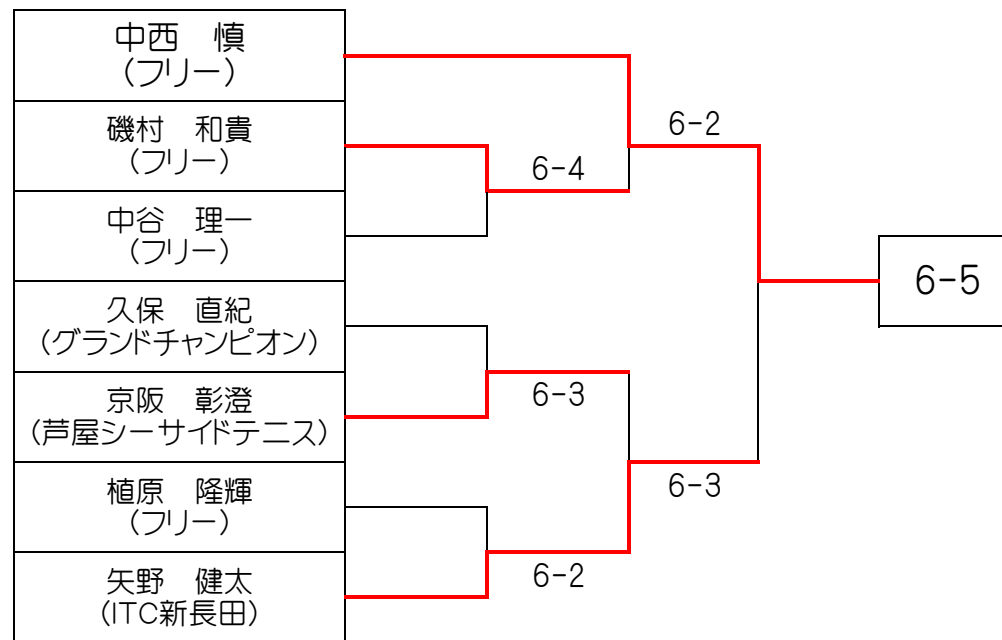 中西　慎
(フリー)
磯村　和貴
(フリー)
中谷　理一
(フリー)
久保　直紀
(グランドチャンピオン)
京阪　彰澄
(芦屋シーサイドテニス)
植原　隆輝
(フリー)
矢野　健太
(ITC新長田)
6-4
6-3
6-2
6-2
6-3
6-5